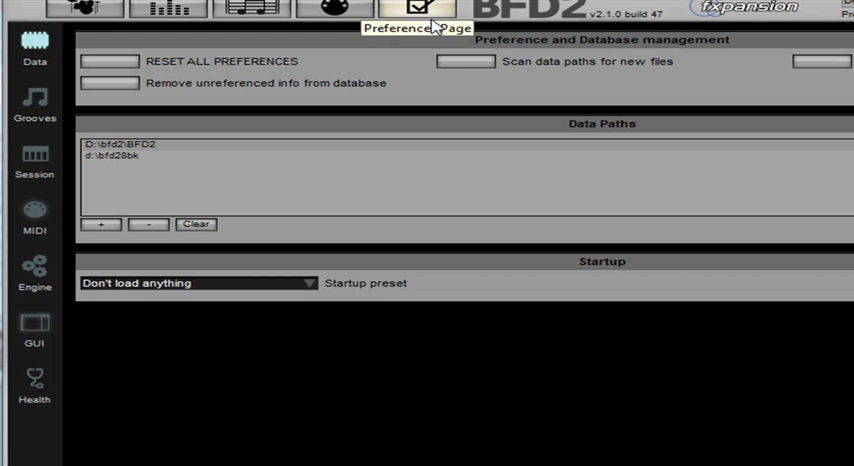 BFD2 v2.1.0 build 47
fxpansion
Preference Page
Preference and Database management
RESET ALL PREFERENCES
Scan data paths for new files
Remove unreferenced info from database
Data Paths
D:\bfd2\BFD2
d:\bfd28bk
+ - Clear
Startup
Don't load anything
Startup preset
Data
Grooves
Session
MIDI
Engine
GUI
Health